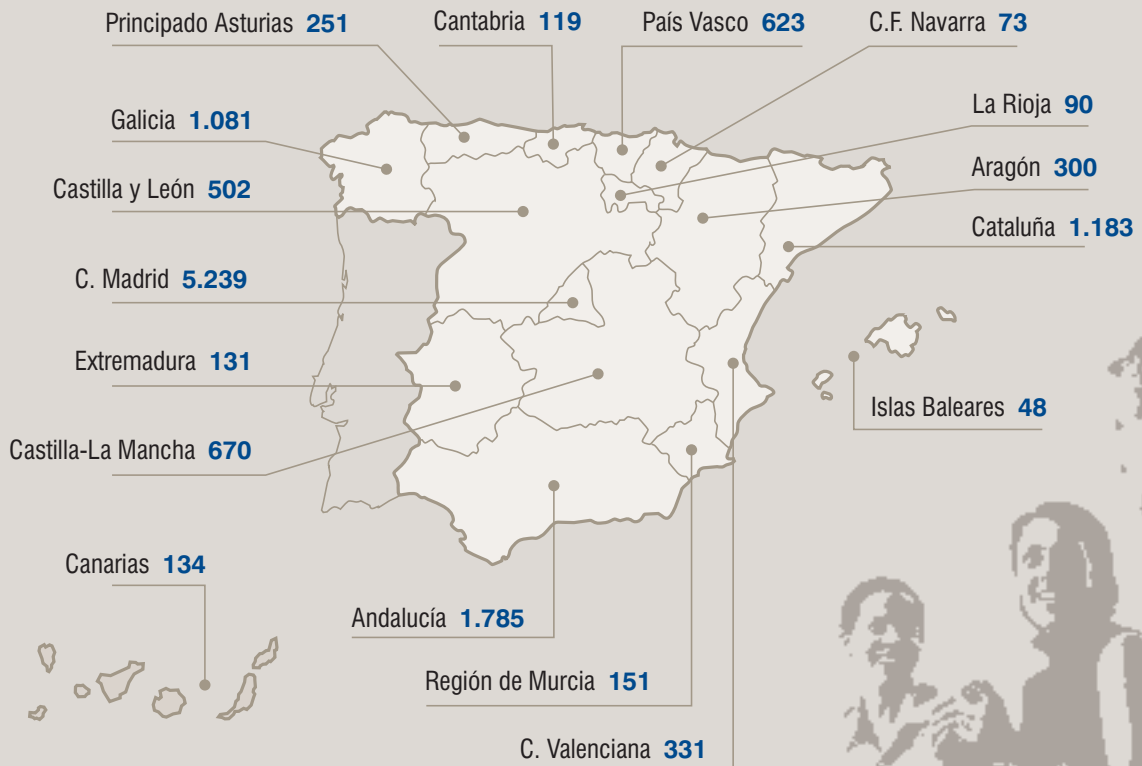 Principado Asturias 251
Cantabria 119
País Vasco 623
C.F. Navarra 73
La Rioja 90
Galicia 1.081
Aragón 300
Castilla y León 502
Cataluña 1.183
C. Madrid 5.239
Extremadura 131
Islas Baleares 48
Castilla-La Mancha 670
Canarias 134
Andalucía 1.785
Región de Murcia 151
C. Valenciana 331